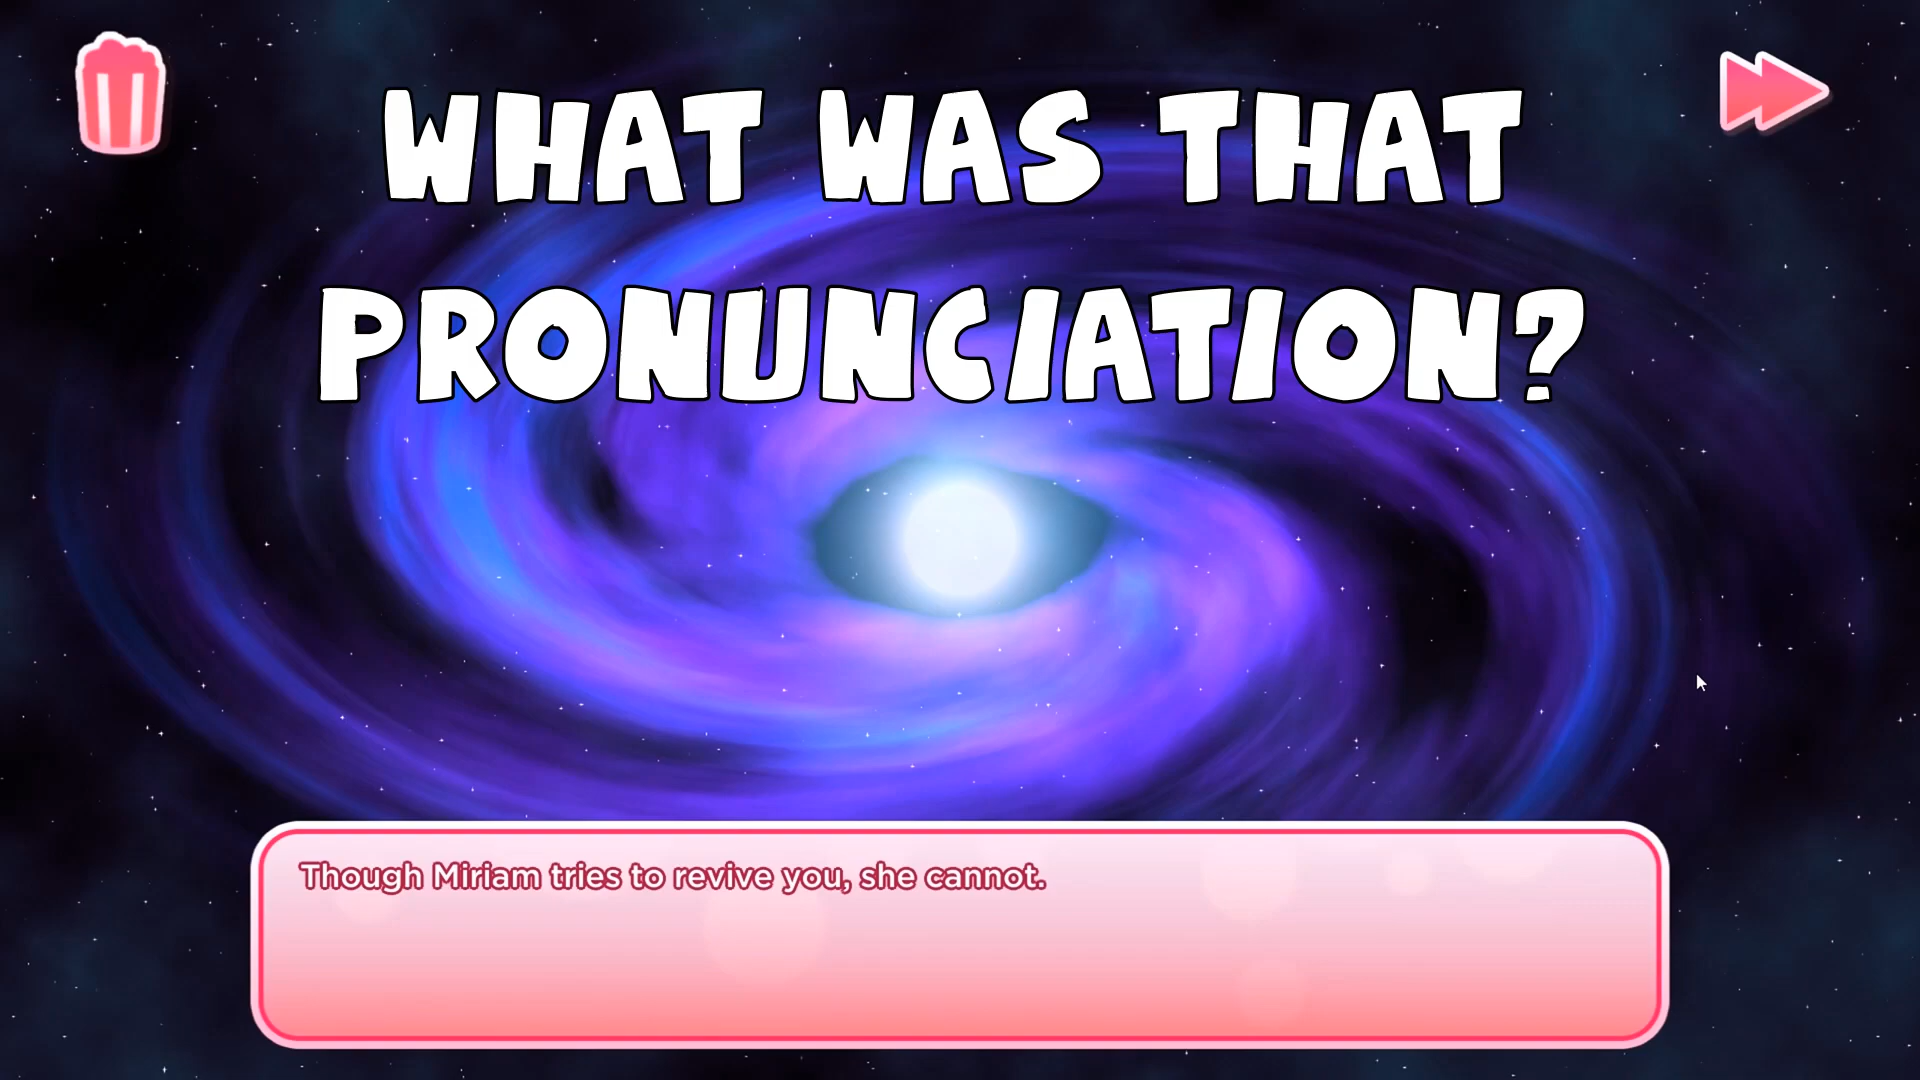 WHAT WAS THAT
PRONUNCIATION?
Though Miriam tries to revive you, she cannot.